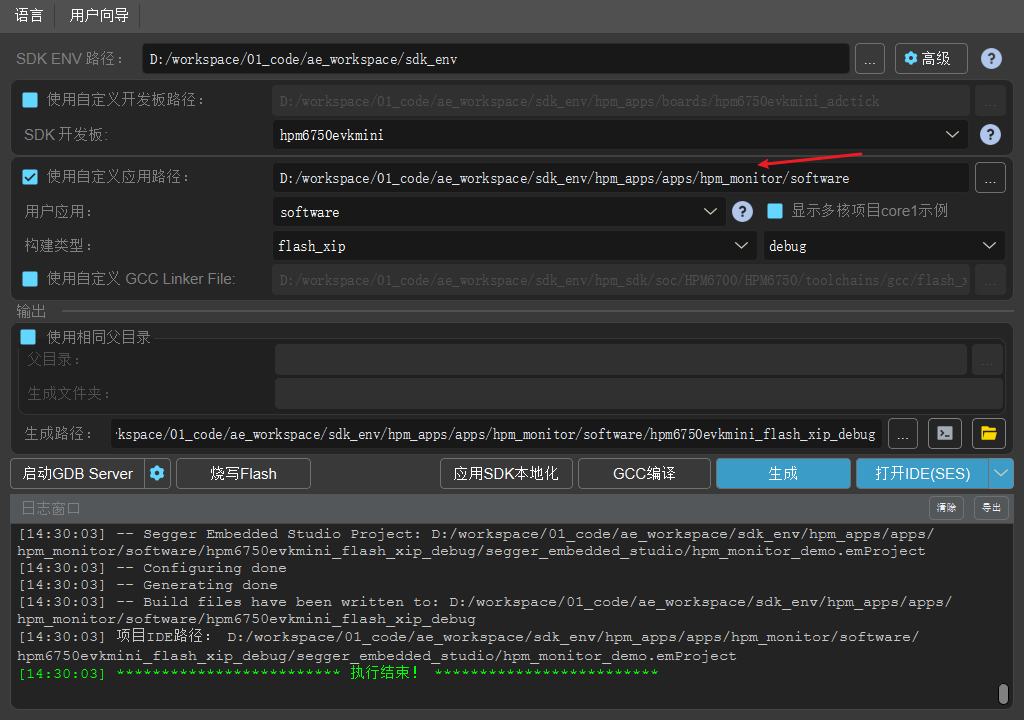 语言 用户向导
SDK ENV 路径： D:/workspace/01_code/ae_workspace/sdk_env ... 高级 ?
使用自定义开发板路径： D:/workspace/01_code/ae_workspace/sdk_env/hpm_apps/boards/hpm6750evkmini_adctick ...
SDK 开发板: hpm6750evkmini ?
使用自定义应用路径： D:/workspace/01_code/ae_workspace/sdk_env/hpm_apps/apps/hpm_monitor/software ...
用户应用： software ? 显示多核项目core1示例
构建类型： flash_xip debug
使用自定义 GCC Linker File: D:/workspace/01_code/ae_workspace/sdk_env/hpm_sdk/soc/HPM6700/HPM6750/toolchains/gcc/flash_x ...
输出
使用相同父目录
父目录： ...
生成文件夹：
生成路径： kspace/01_code/ae_workspace/sdk_env/hpm_apps/apps/hpm_monitor/software/hpm6750evkmini_flash_xip_debug ...
启动GDB Server 烧写Flash 应用SDK本地化 GCC编译 生成 打开IDE(SES)
日志窗口 清除 导出
[14:30:03] -- Segger Embedded Studio Project: D:/workspace/01_code/ae_workspace/sdk_env/hpm_apps/apps/
hpm_monitor/software/hpm6750evkmini_flash_xip_debug/segger_embedded_studio/hpm_monitor_demo.emProject
[14:30:03] -- Configuring done
[14:30:03] -- Generating done
[14:30:03] -- Build files have been written to: D:/workspace/01_code/ae_workspace/sdk_env/hpm_apps/apps/
hpm_monitor/software/hpm6750evkmini_flash_xip_debug
[14:30:03] 项目IDE路径： D:/workspace/01_code/ae_workspace/sdk_env/hpm_apps/apps/hpm_monitor/software/
hpm6750evkmini_flash_xip_debug/segger_embedded_studio/hpm_monitor_demo.emProject
[14:30:03] ************************* 执行结束！ *************************